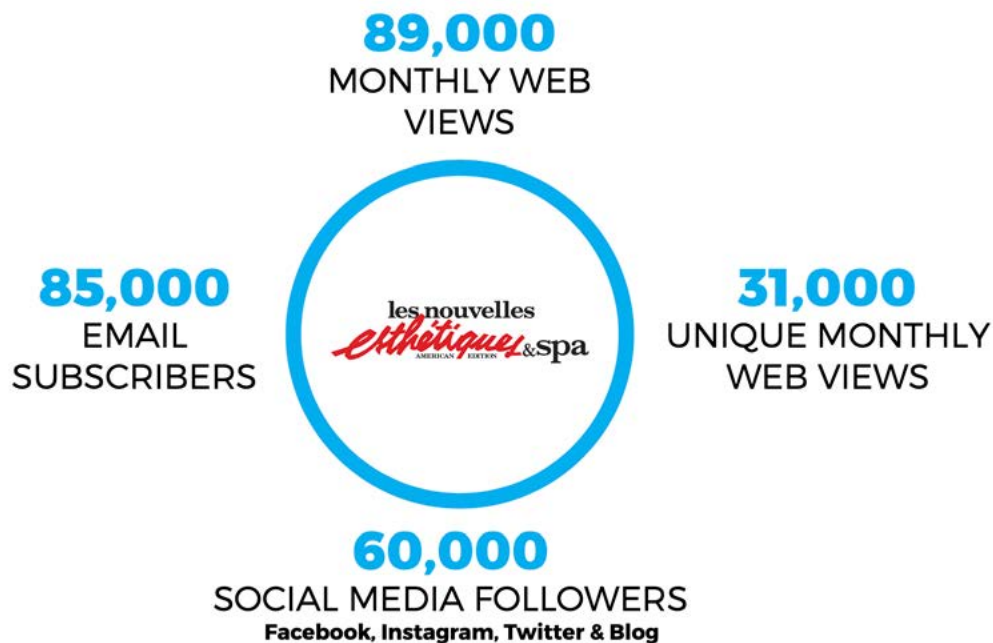 89,000
MONTHLY WEB
VIEWS
85,000
EMAIL
SUBSCRIBERS
les nouvelles
esthétiques &spa
AMERICAN EDITION
31,000
UNIQUE MONTHLY
WEB VIEWS
60,000
SOCIAL MEDIA FOLLOWERS
Facebook, Instagram, Twitter & Blog